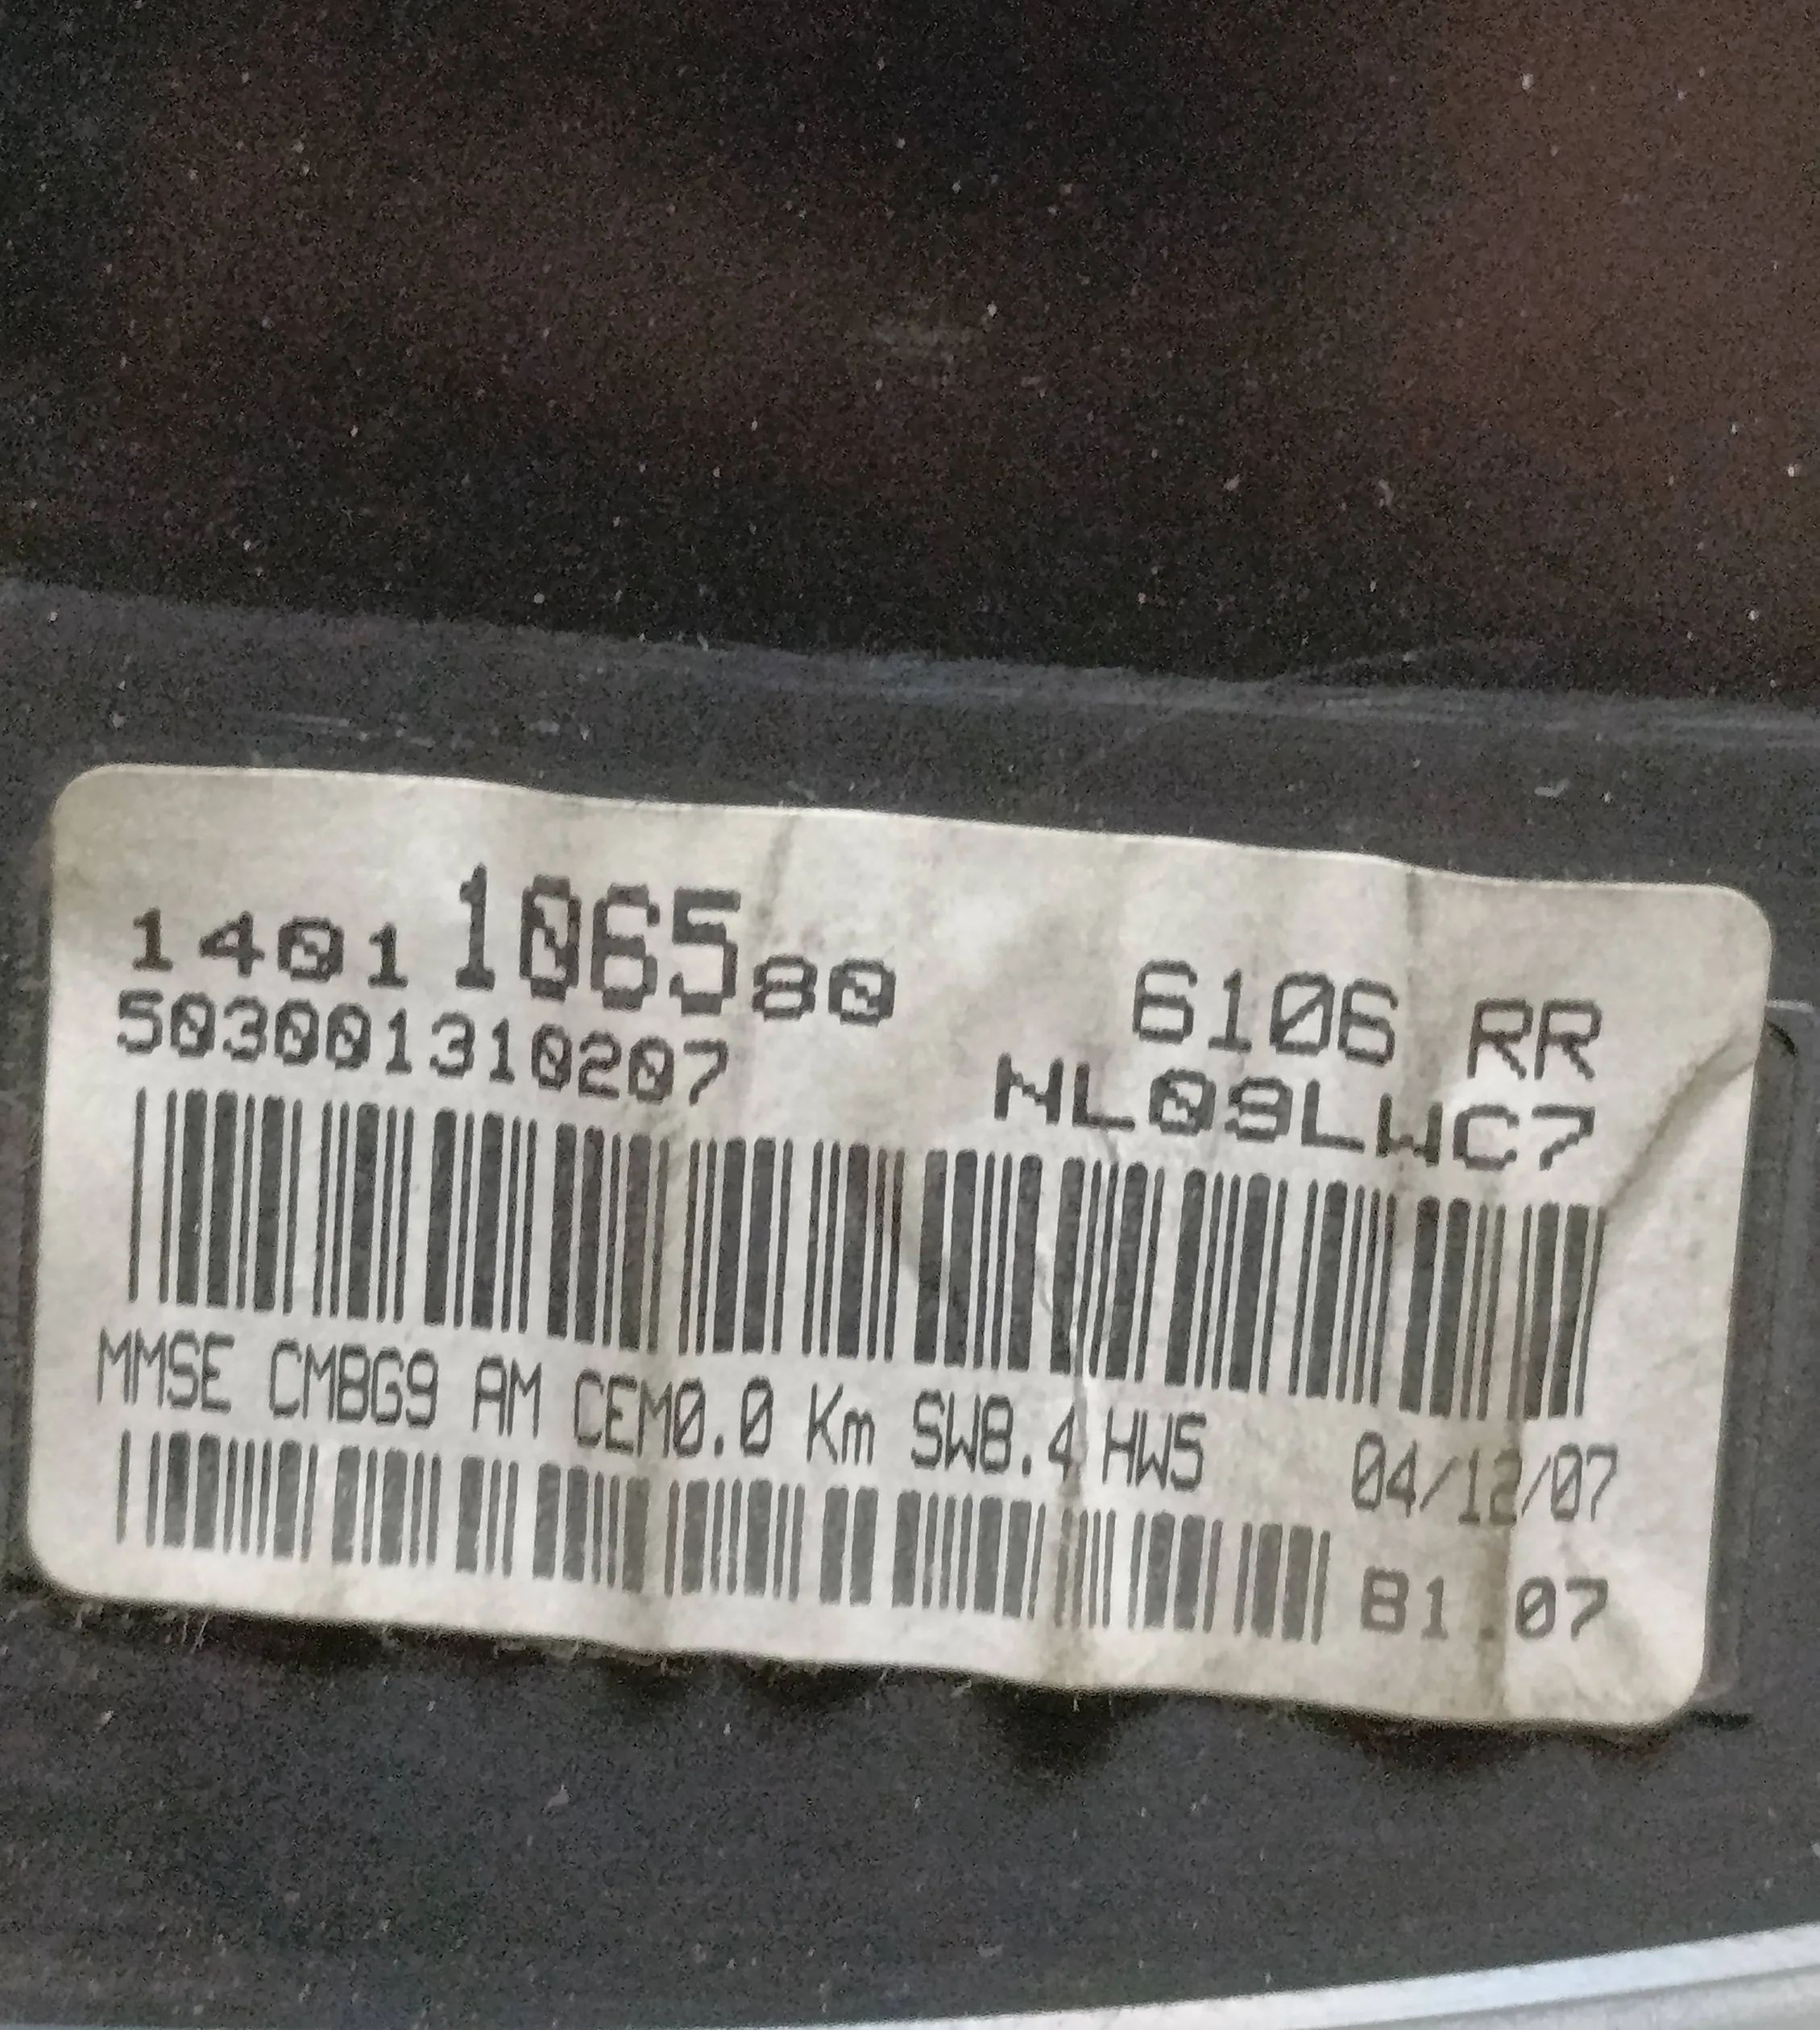 1401 1065 80 6106 RR
503001310207 NL09LWC7
MMSE CMBG9 AM CEM0.0 Km SW8.4 HW5 04/12/07
B1.07